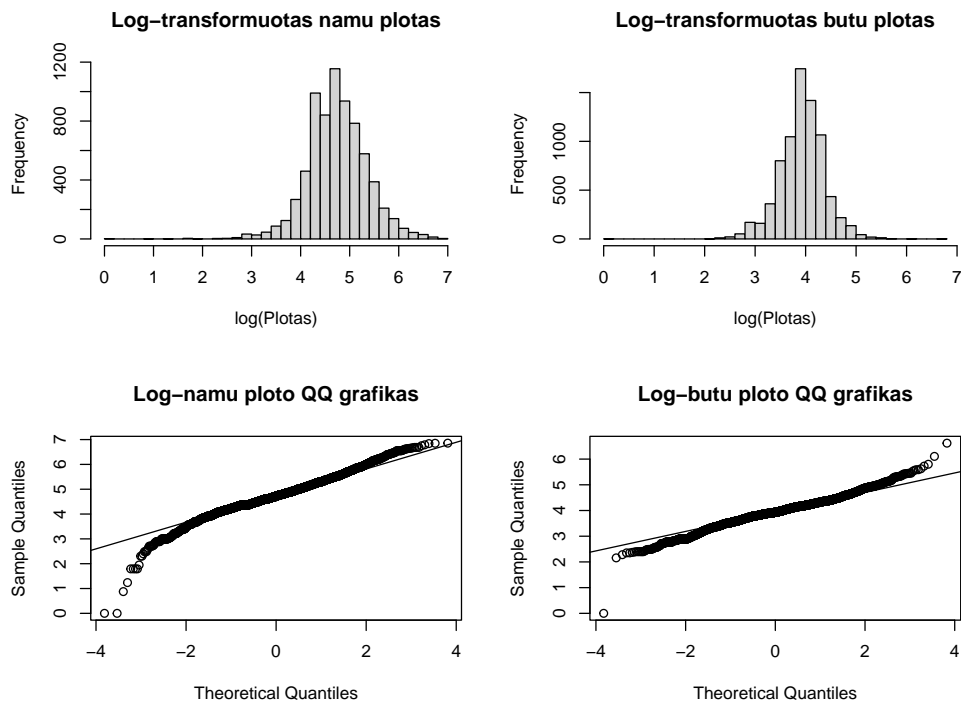 Log−transformuotas namu plotas
Frequency
0 400 800 1200
0 1 2 3 4 5 6 7
log(Plotas)
Log−transformuotas butu plotas
Frequency
0 500 1000
0 1 2 3 4 5 6 7
log(Plotas)
Log−namu ploto QQ grafikas
Sample Quantiles
0 1 2 3 4 5 6 7
−4 −2 0 2 4
Theoretical Quantiles
Log−butu ploto QQ grafikas
Sample Quantiles
0 1 2 3 4 5 6
−4 −2 0 2 4
Theoretical Quantiles